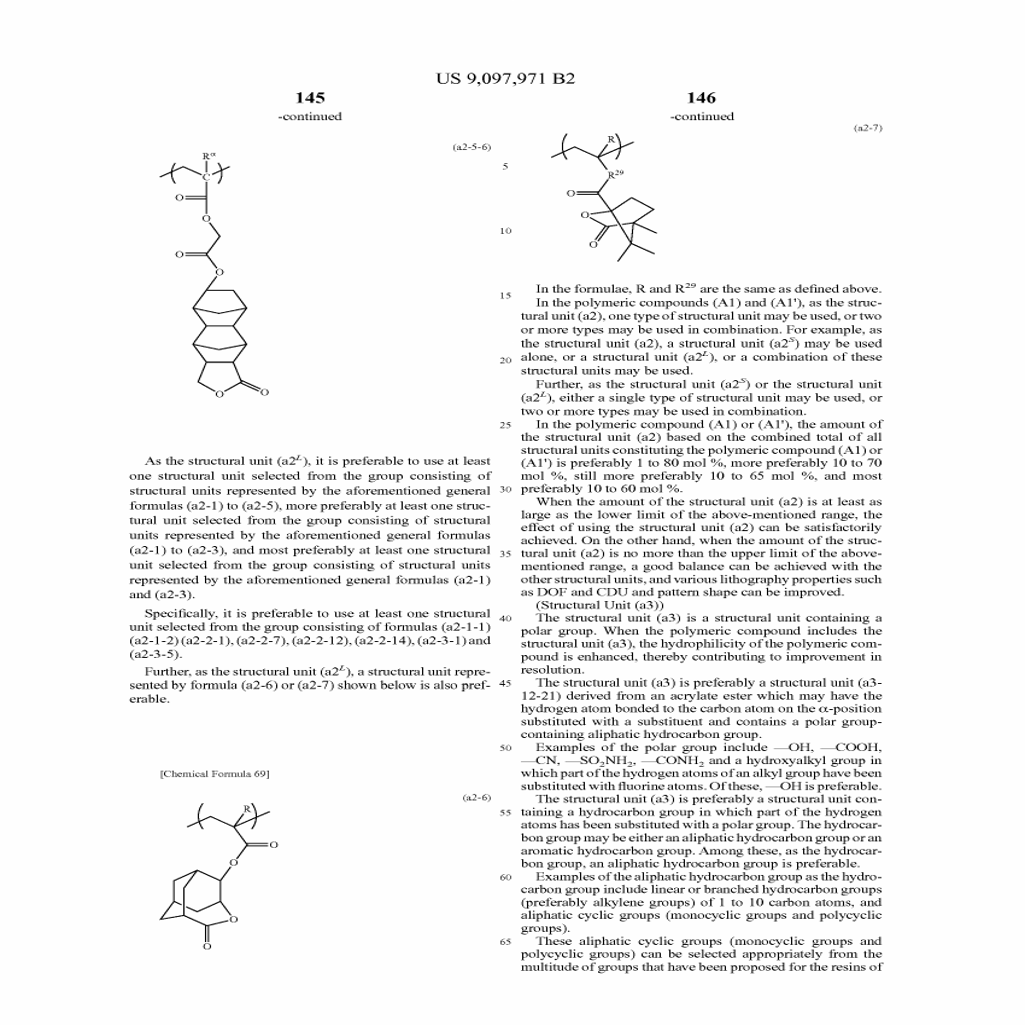 US 9,097,971 B2
145
-continued
(a2-5-6)
Rα
C
O
O
O
O
O
O
As the structural unit (a2L), it is preferable to use at least
one structural unit selected from the group consisting of
structural units represented by the aforementioned general
formulas (a2-1) to (a2-5), more preferably at least one struc-
tural unit selected from the group consisting of structural
units represented by the aforementioned general formulas
(a2-1) to (a2-3), and most preferably at least one structural
unit selected from the group consisting of structural units
represented by the aforementioned general formulas (a2-1)
and (a2-3).
Specifically, it is preferable to use at least one structural
unit selected from the group consisting of formulas (a2-1-1)
(a2-1-2) (a2-2-1), (a2-2-7), (a2-2-12), (a2-2-14), (a2-3-1) and
(a2-3-5).
Further, as the structural unit (a2L), a structural unit repre-
sented by formula (a2-6) or (a2-7) shown below is also pref-
erable.
[Chemical Formula 69]
(a2-6)
R
O
O
O
O
5
10
15
20
25
30
35
40
45
50
55
60
65
146
-continued
(a2-7)
R
R29
O
O
O
In the formulae, R and R29 are the same as defined above.
In the polymeric compounds (A1) and (A1'), as the struc-
tural unit (a2), one type of structural unit may be used, or two
or more types may be used in combination. For example, as
the structural unit (a2), a structural unit (a2S) may be used
alone, or a structural unit (a2L), or a combination of these
structural units may be used.
Further, as the structural unit (a2S) or the structural unit
(a2L), either a single type of structural unit may be used, or
two or more types may be used in combination.
In the polymeric compound (A1) or (A1'), the amount of
the structural unit (a2) based on the combined total of all
structural units constituting the polymeric compound (A1) or
(A1') is preferably 1 to 80 mol %, more preferably 10 to 70
mol %, still more preferably 10 to 65 mol %, and most
preferably 10 to 60 mol %.
When the amount of the structural unit (a2) is at least as
large as the lower limit of the above-mentioned range, the
effect of using the structural unit (a2) can be satisfactorily
achieved. On the other hand, when the amount of the struc-
tural unit (a2) is no more than the upper limit of the above-
mentioned range, a good balance can be achieved with the
other structural units, and various lithography properties such
as DOF and CDU and pattern shape can be improved.
(Structural Unit (a3))
The structural unit (a3) is a structural unit containing a
polar group. When the polymeric compound includes the
structural unit (a3), the hydrophilicity of the polymeric com-
pound is enhanced, thereby contributing to improvement in
resolution.
The structural unit (a3) is preferably a structural unit (a3-
12-21) derived from an acrylate ester which may have the
hydrogen atom bonded to the carbon atom on the α-position
substituted with a substituent and contains a polar group-
containing aliphatic hydrocarbon group.
Examples of the polar group include —OH, —COOH,
—CN, —SO2NH2, —CONH2 and a hydroxyalkyl group in
which part of the hydrogen atoms of an alkyl group have been
substituted with fluorine atoms. Of these, —OH is preferable.
The structural unit (a3) is preferably a structural unit con-
taining a hydrocarbon group in which part of the hydrogen
atoms has been substituted with a polar group. The hydrocar-
bon group may be either an aliphatic hydrocarbon group or an
aromatic hydrocarbon group. Among these, as the hydrocar-
bon group, an aliphatic hydrocarbon group is preferable.
Examples of the aliphatic hydrocarbon group as the hydro-
carbon group include linear or branched hydrocarbon groups
(preferably alkylene groups) of 1 to 10 carbon atoms, and
aliphatic cyclic groups (monocyclic groups and polycyclic
groups).
These aliphatic cyclic groups (monocyclic groups and
polycyclic groups) can be selected appropriately from the
multitude of groups that have been proposed for the resins of